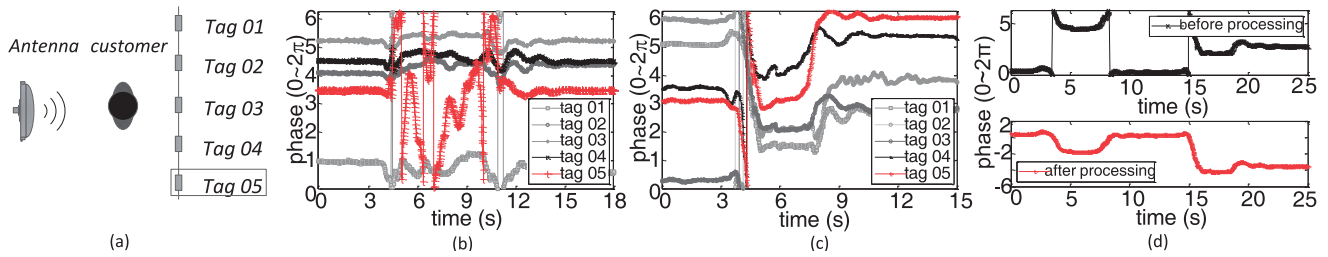 Antenna customer
Tag 01
Tag 02
Tag 03
Tag 04
Tag 05
(a)
phase (0~2π)
6
5
4
3
2
1
0
0 3 6 9 12 15 18
time (s)
tag 01
tag 02
tag 03
tag 04
tag 05
(b)
phase (0~2π)
6
5
4
3
2
1
0
0 3 6 9 12 15
time (s)
tag 01
tag 02
tag 03
tag 04
tag 05
(c)
phase (0~2π)
6
4
2
0
before processing
0 5 10 15 20 25
time (s)
2
-2
-6
after processing
0 5 10 15 20 25
time (s)
(d)